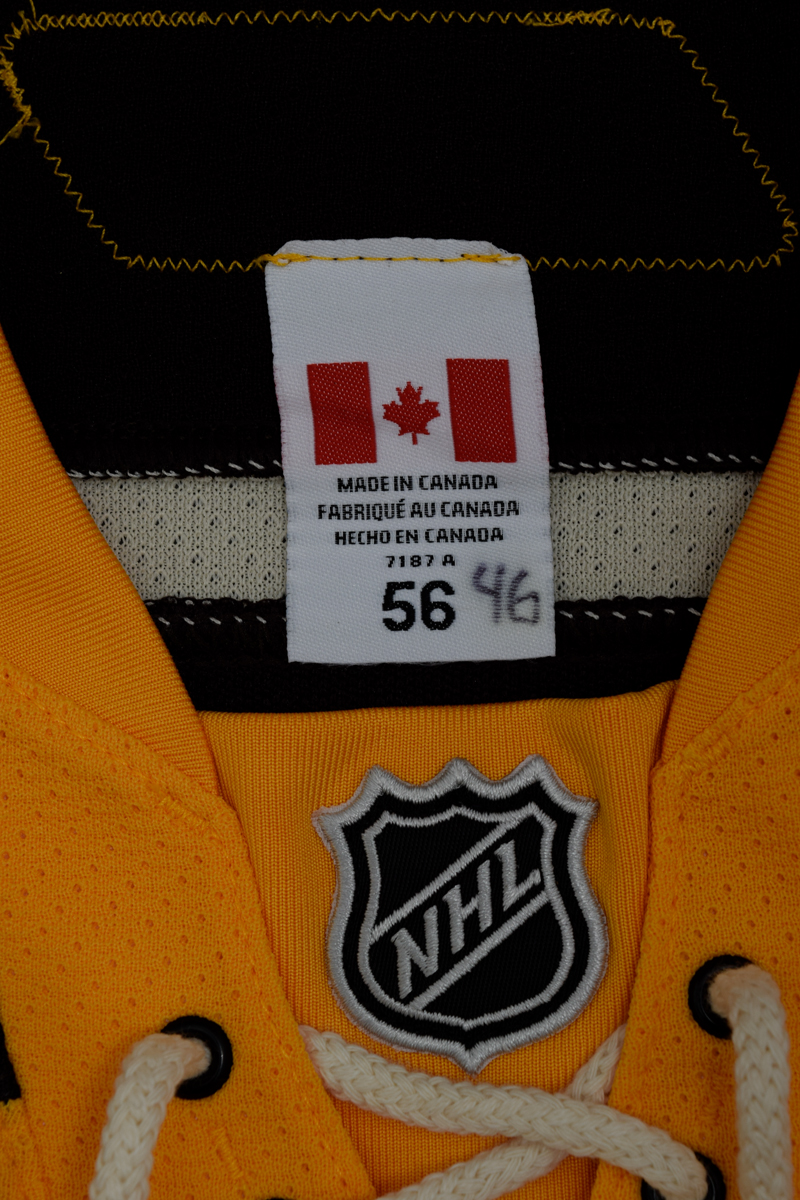 MADE IN CANADA
FABRIQUÉ AU CANADA
HECHO EN CANADA
7187 A
56 46
NHL